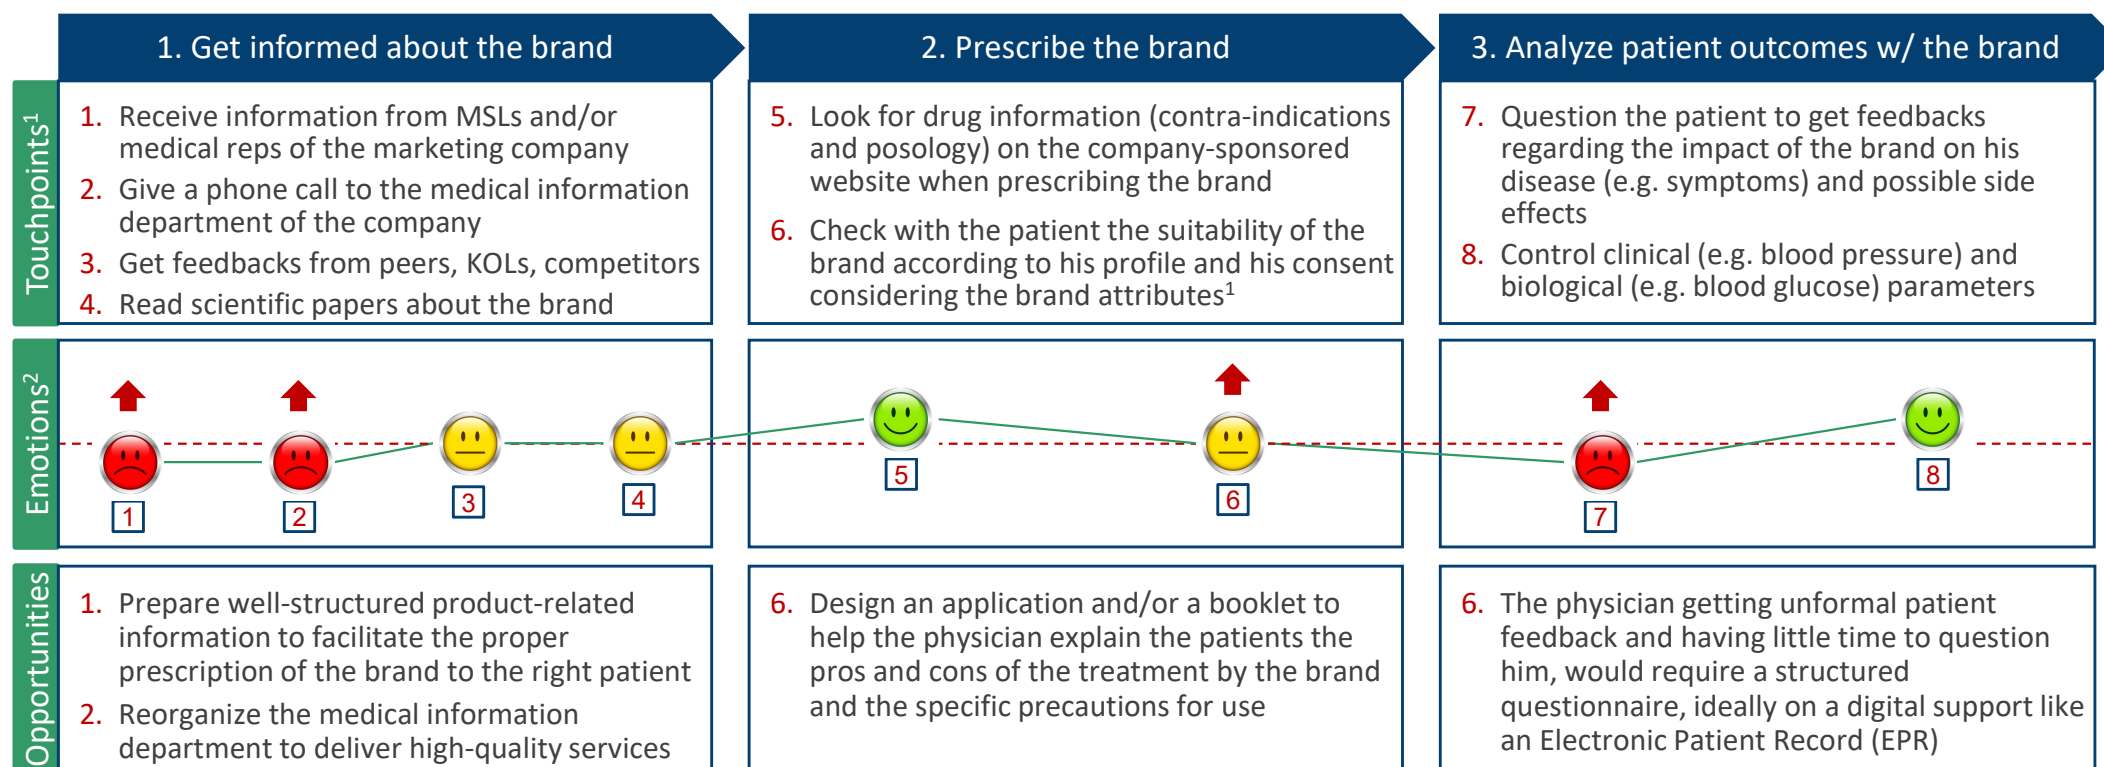 1. Get informed about the brand
2. Prescribe the brand
3. Analyze patient outcomes w/ the brand
Touchpoints1
1. Receive information from MSLs and/or
medical reps of the marketing company
2. Give a phone call to the medical information
department of the company
3. Get feedbacks from peers, KOLs, competitors
4. Read scientific papers about the brand
5. Look for drug information (contra-indications
and posology) on the company-sponsored
website when prescribing the brand
6. Check with the patient the suitability of the
brand according to his profile and his consent
considering the brand attributes1
7. Question the patient to get feedbacks
regarding the impact of the brand on his
disease (e.g. symptoms) and possible side
effects
8. Control clinical (e.g. blood pressure) and
biological (e.g. blood glucose) parameters
Emotions2
1
2
3
4
5
6
7
8
Opportunities
1. Prepare well-structured product-related
information to facilitate the proper
prescription of the brand to the right patient
2. Reorganize the medical information
department to deliver high-quality services
6. Design an application and/or a booklet to
help the physician explain the patients the
pros and cons of the treatment by the brand
and the specific precautions for use
6. The physician getting unformal patient
feedback and having little time to question
him, would require a structured
questionnaire, ideally on a digital support like
an Electronic Patient Record (EPR)